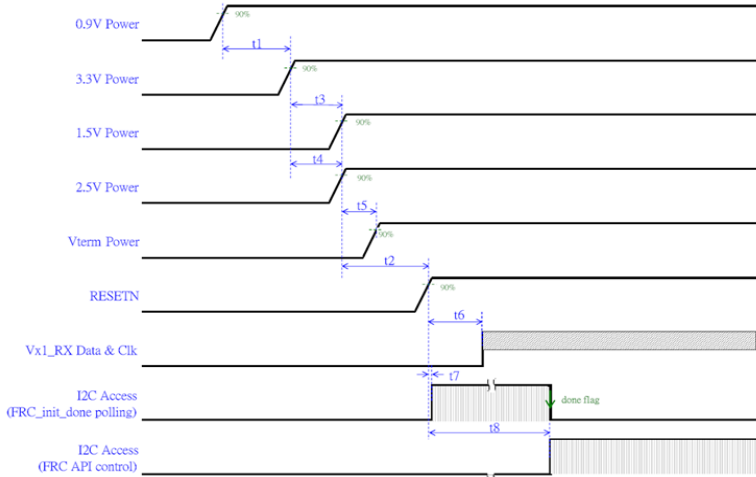 0.9V Power
90%
t1
3.3V Power
90%
t3
1.5V Power
90%
t4
2.5V Power
90%
t5
Vterm Power
90%
t2
RESETN
90%
t6
Vx1_RX Data & Clk
t7
I2C Access
(FRC_init_done polling)
done flag
t8
I2C Access
(FRC API control)